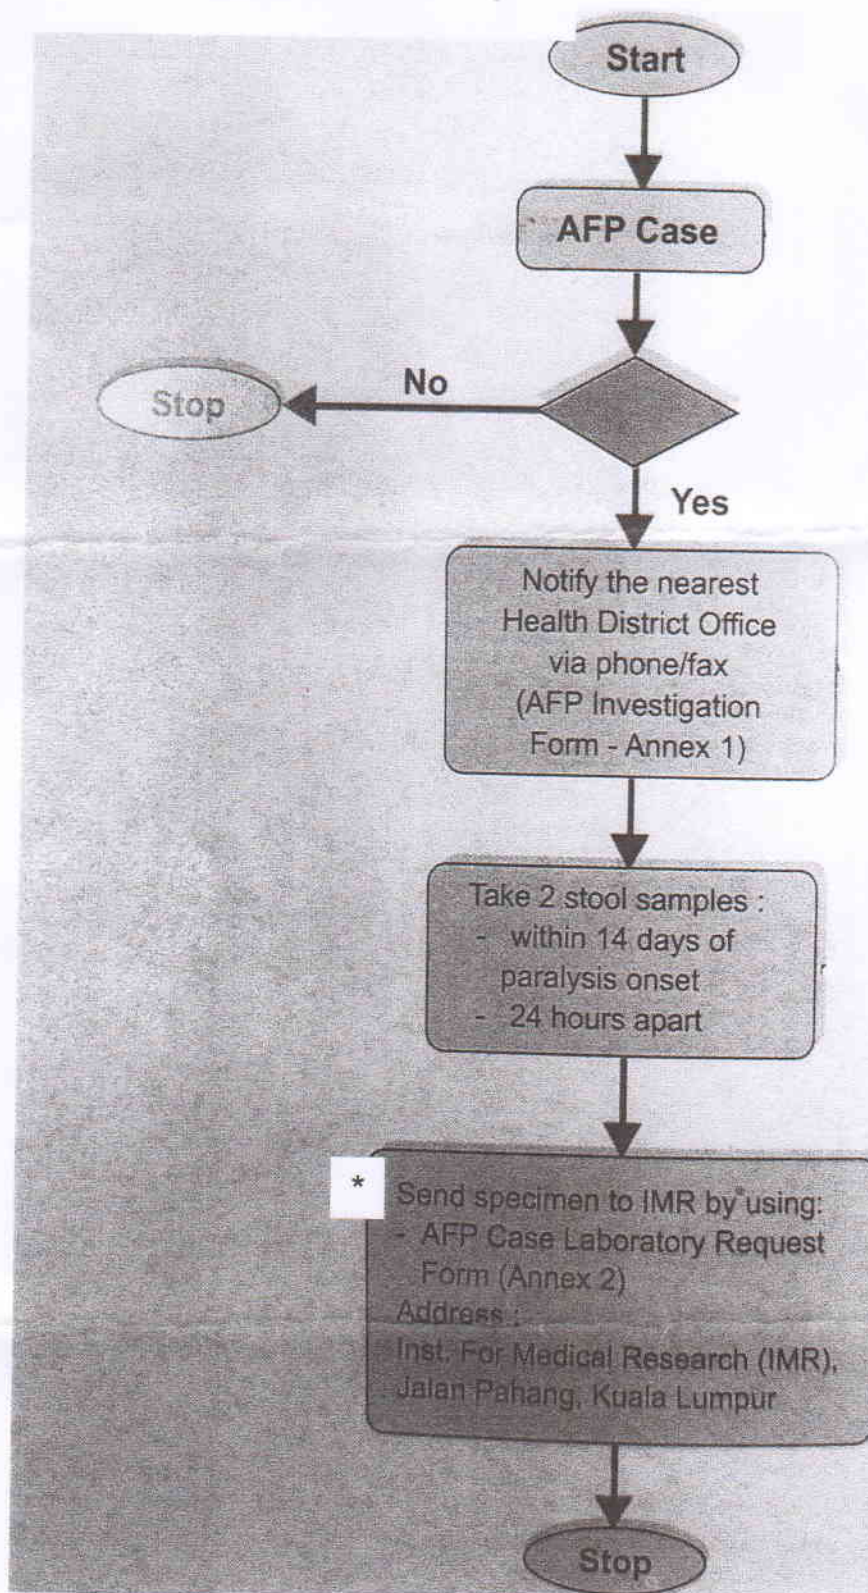 Start
AFP Case
No
Stop
Yes
Notify the nearest
Health District Office
via phone/fax
(AFP Investigation
Form - Annex 1)
Take 2 stool samples :
- within 14 days of
paralysis onset
- 24 hours apart
*
Send specimen to IMR by using:
- AFP Case Laboratory Request
Form (Annex 2)
Address :
Inst. For Medical Research (IMR),
Jalan Pahang, Kuala Lumpur
Stop